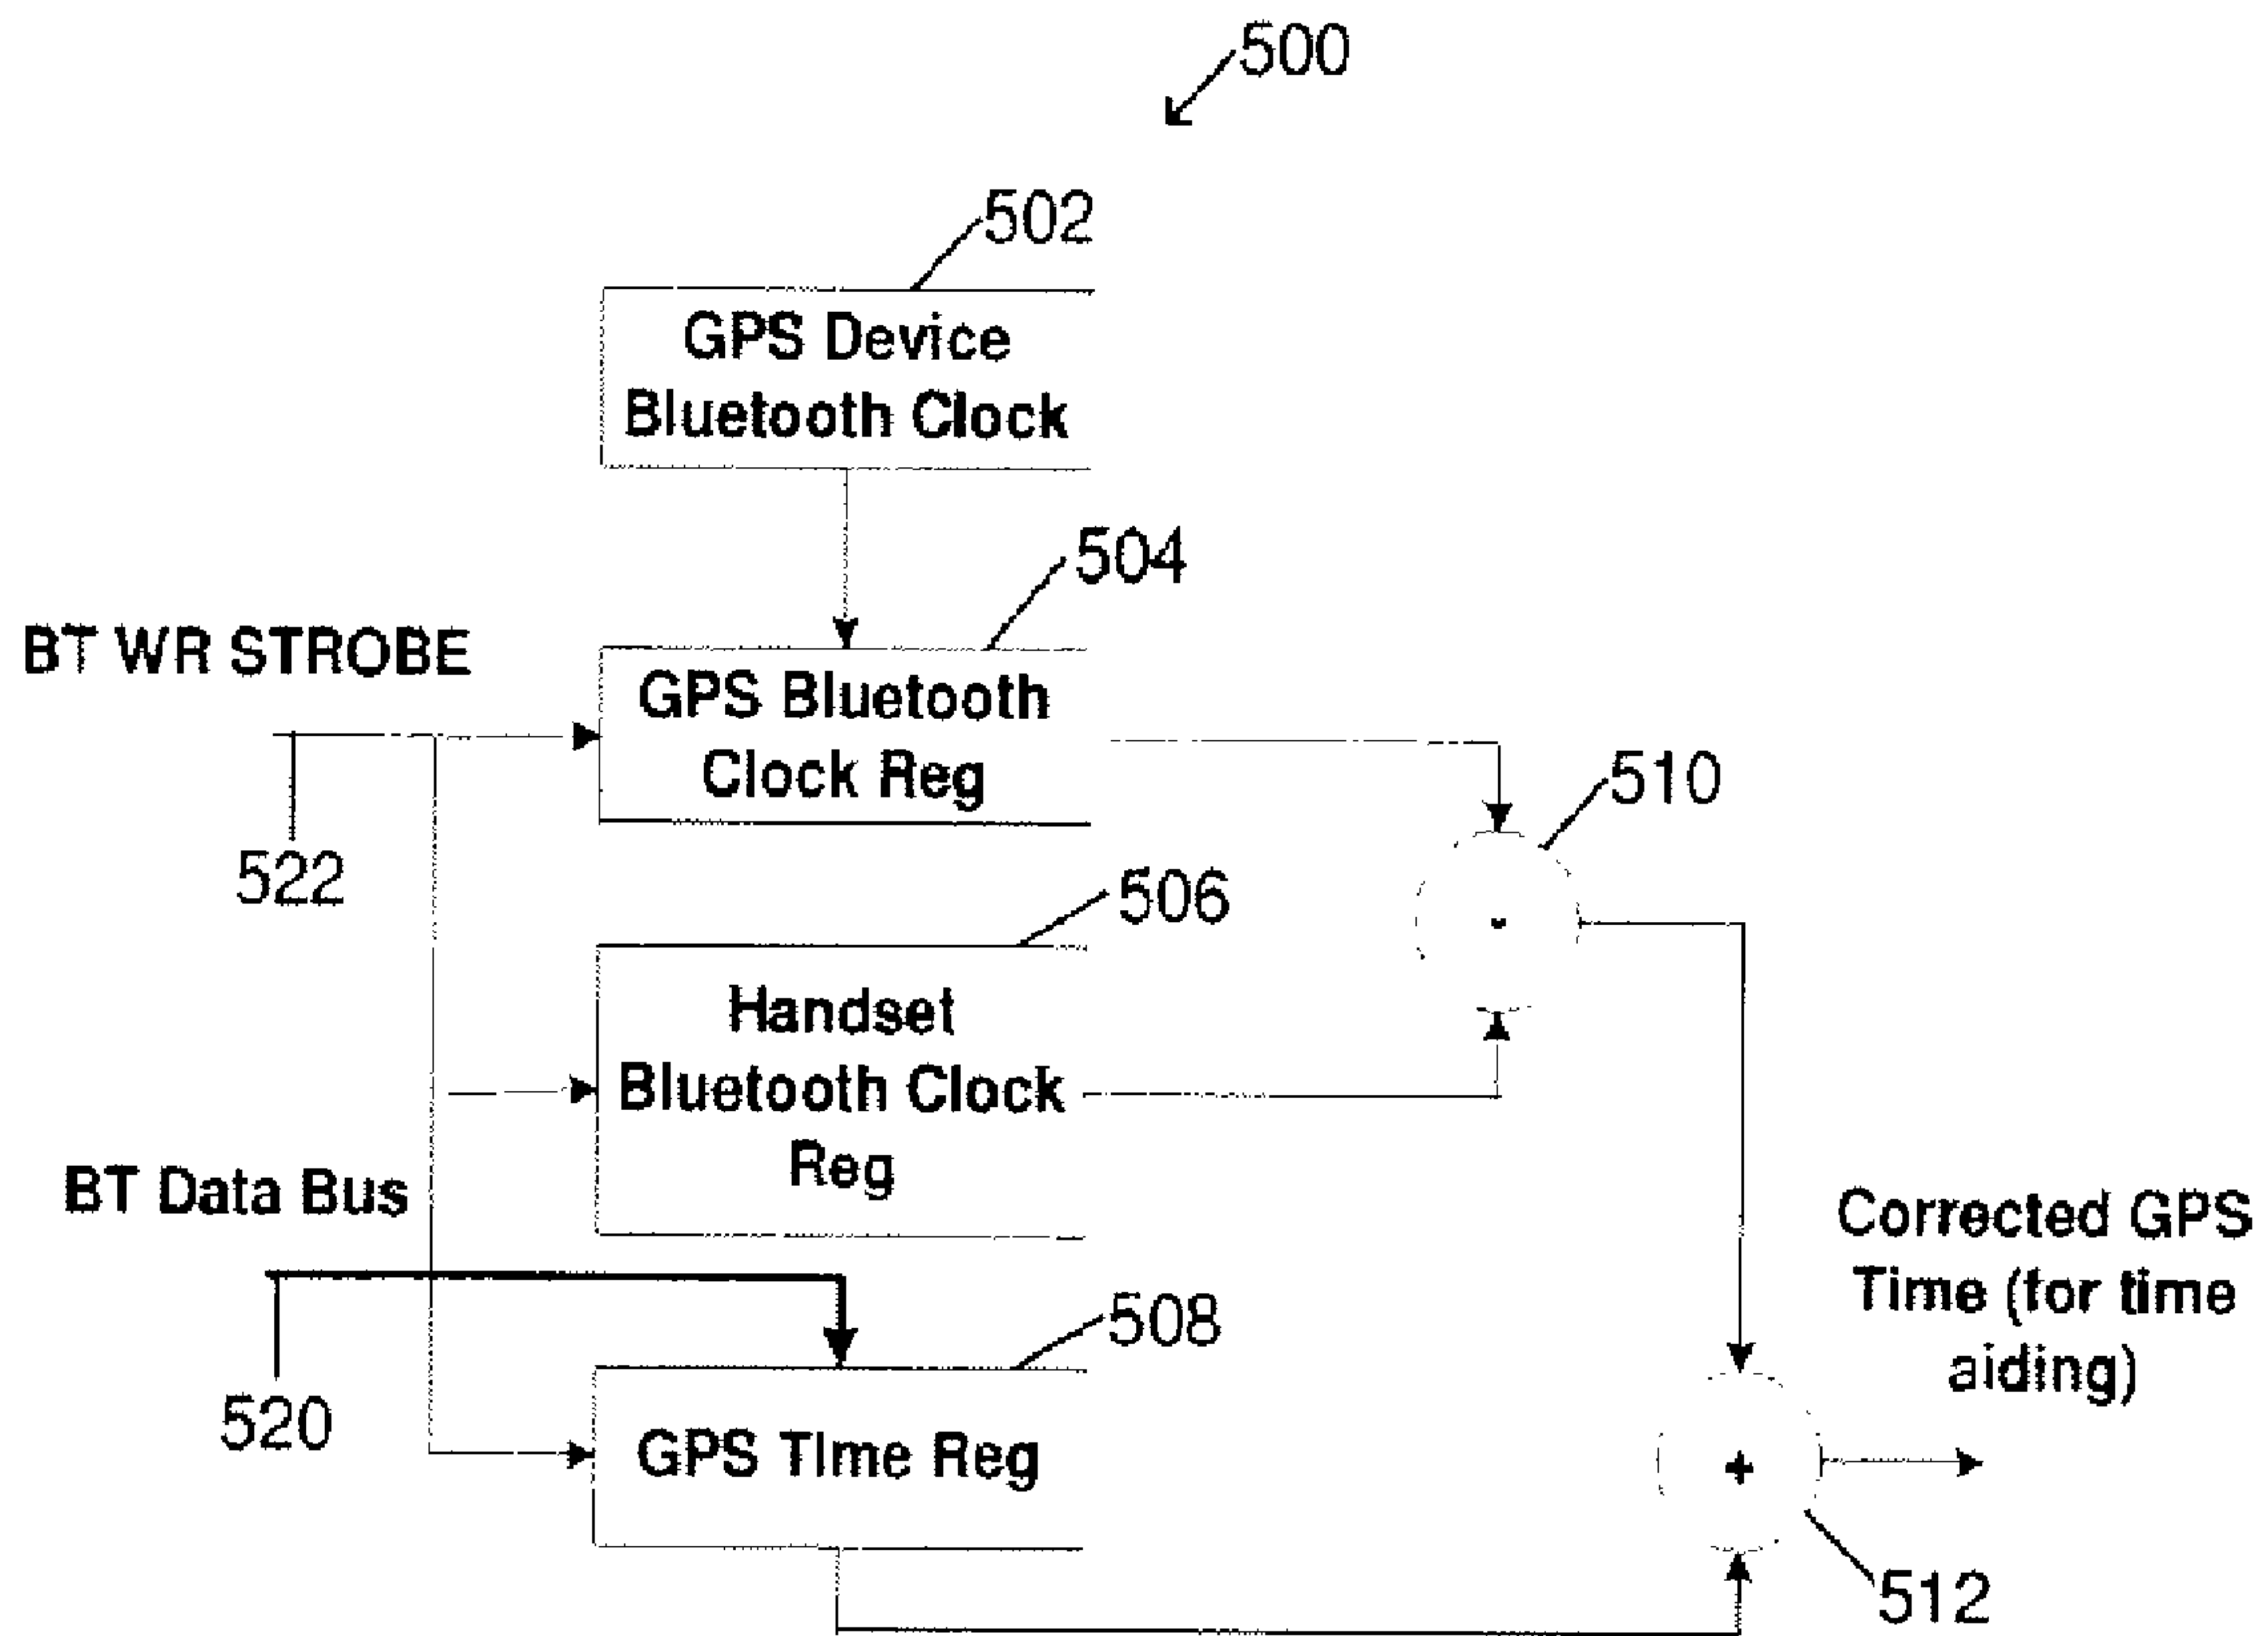 500
502
GPS Device
Bluetooth Clock
504
BT WR STROBE
GPS Bluetooth
Clock Reg
510
522
506
Handset
Bluetooth Clock
Reg
-
BT Data Bus
508
520
GPS Time Reg
Corrected GPS
Time (for time
aiding)
+
512